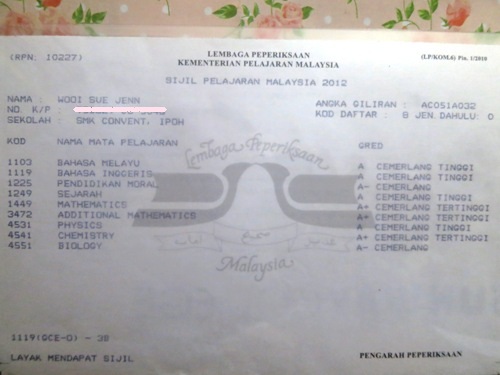 (RPN: I0227)
LEMBAGA PEPERIKSAAN
KEMENTERIAN PELAJARAN MALAYSIA
(LP/KOM.6) Pin. 1/2010
SIJIL PELAJARAN MALAYSIA 2012
NAMA : WOOI SUE JENN
NO. K/P :
SEKOLAH : SMK CONVENT, IPOH
ANGKA GILIRAN : AC051A032
KOD DAFTAR : 8 JEN.DAHULU: 0
KOD NAMA MATA PELAJARAN GRED
1103 BAHASA MELAYU A CEMERLANG TINGGI
1119 BAHASA INGGERIS A CEMERLANG TINGGI
1225 PENDIDIKAN MORAL A- CEMERLANG
1249 SEJARAH A CEMERLANG TINGGI
1449 MATHEMATICS A+ CEMERLANG TERTINGGI
3472 ADDITIONAL MATHEMATICS A+ CEMERLANG TERTINGGI
4531 PHYSICS A CEMERLANG TINGGI
4541 CHEMISTRY A+ CEMERLANG TERTINGGI
4551 BIOLOGY A- CEMERLANG
Lembaga Peperiksaan
Malaysia
1119(GCE-O) - 3B
LAYAK MENDAPAT SIJIL
PENGARAH PEPERIKSAAN